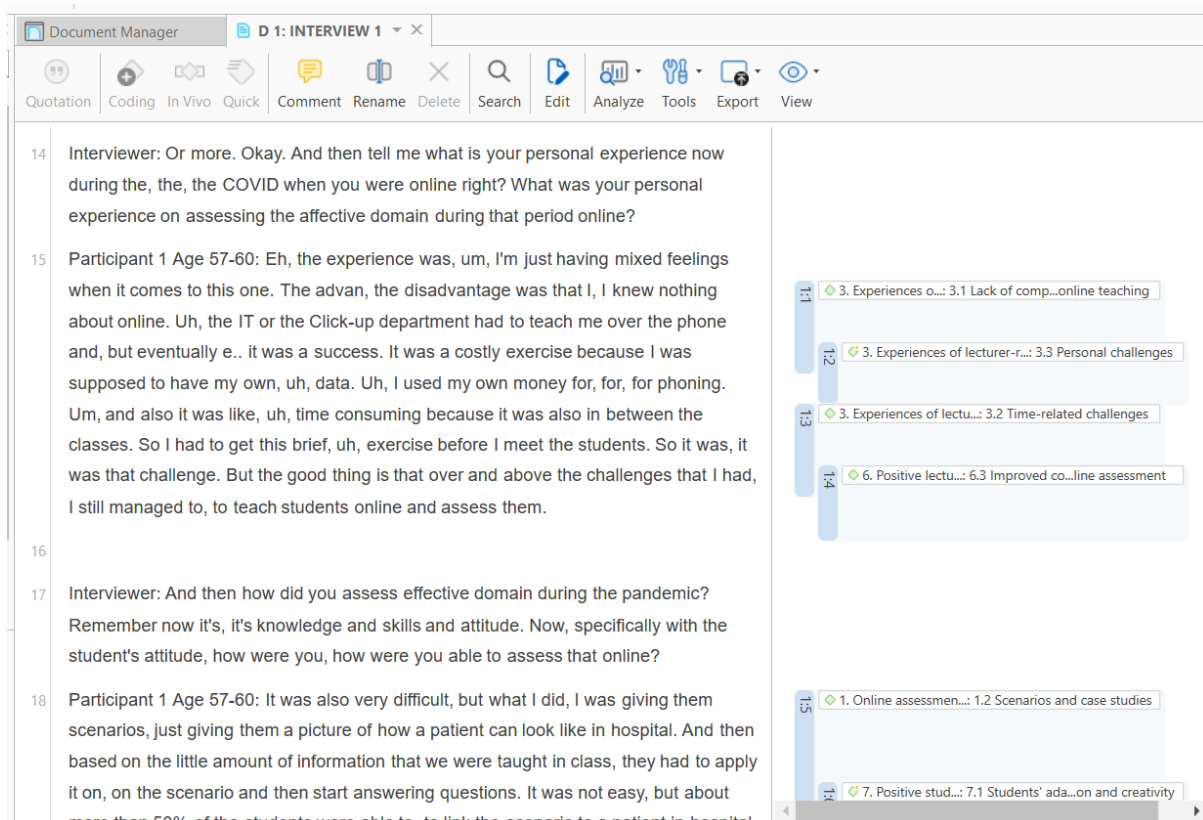 Document Manager
D 1: INTERVIEW 1
Quotation Coding In Vivo Quick Comment Rename Delete Search Edit Analyze Tools Export View
14 Interviewer: Or more. Okay. And then tell me what is your personal experience now
during the, the, the COVID when you were online right? What was your personal
experience on assessing the affective domain during that period online?
15 Participant 1 Age 57-60: Eh, the experience was, um, I'm just having mixed feelings
when it comes to this one. The advan, the disadvantage was that I, I knew nothing
about online. Uh, the IT or the Click-up department had to teach me over the phone
and, but eventually e.. it was a success. It was a costly exercise because I was
supposed to have my own, uh, data. Uh, I used my own money for, for, for phoning.
Um, and also it was like, uh, time consuming because it was also in between the
classes. So I had to get this brief, uh, exercise before I meet the students. So it was, it
was that challenge. But the good thing is that over and above the challenges that I had,
I still managed to, to teach students online and assess them.
1:1 3. Experiences o...: 3.1 Lack of comp...online teaching
1:2 3. Experiences of lecturer-r...: 3.3 Personal challenges
1:3 3. Experiences of lectu...: 3.2 Time-related challenges
1:4 6. Positive lectu...: 6.3 Improved co...line assessment
16
17 Interviewer: And then how did you assess effective domain during the pandemic?
Remember now it's, it's knowledge and skills and attitude. Now, specifically with the
student's attitude, how were you, how were you able to assess that online?
18 Participant 1 Age 57-60: It was also very difficult, but what I did, I was giving them
scenarios, just giving them a picture of how a patient can look like in hospital. And then
based on the little amount of information that we were taught in class, they had to apply
it on, on the scenario and then start answering questions. It was not easy, but about
more than 50% of the students were able to, to link the scenario to a patient in hospital
1:5 1. Online assessmen...: 1.2 Scenarios and case studies
7. Positive stud...: 7.1 Students' ada...on and creativity